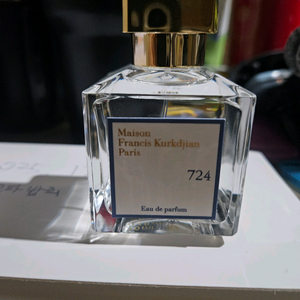 Maison
Francis Kurkdjian
Paris
724
Eau de parfum